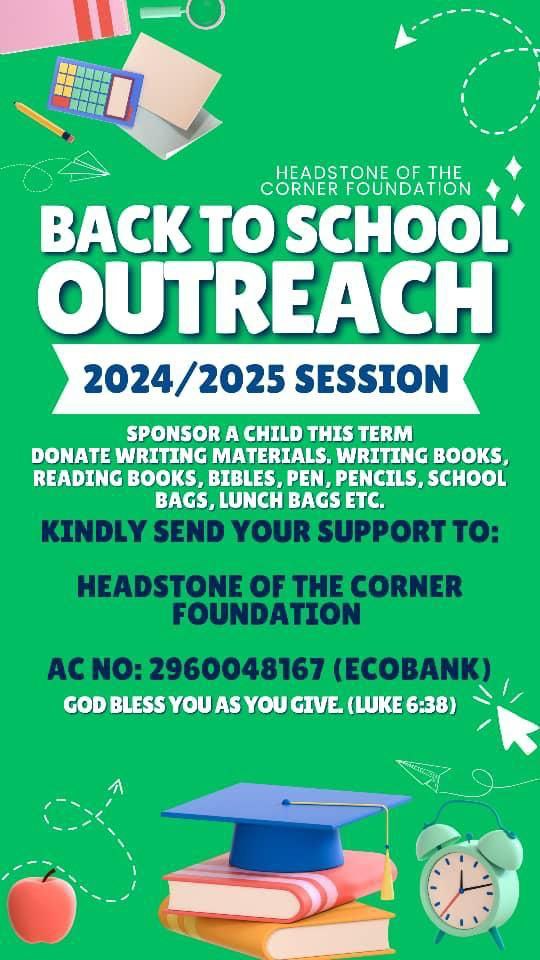 HEADSTONE OF THE
CORNER FOUNDATION
BACK TO SCHOOL
OUTREACH
2024/2025 SESSION
SPONSOR A CHILD THIS TERM
DONATE WRITING MATERIALS. WRITING BOOKS,
READING BOOKS, BIBLES, PEN, PENCILS, SCHOOL
BAGS, LUNCH BAGS ETC.
KINDLY SEND YOUR SUPPORT TO:
HEADSTONE OF THE CORNER
FOUNDATION
AC NO: 2960048167 (ECOBANK)
GOD BLESS YOU AS YOU GIVE. (LUKE 6:38)